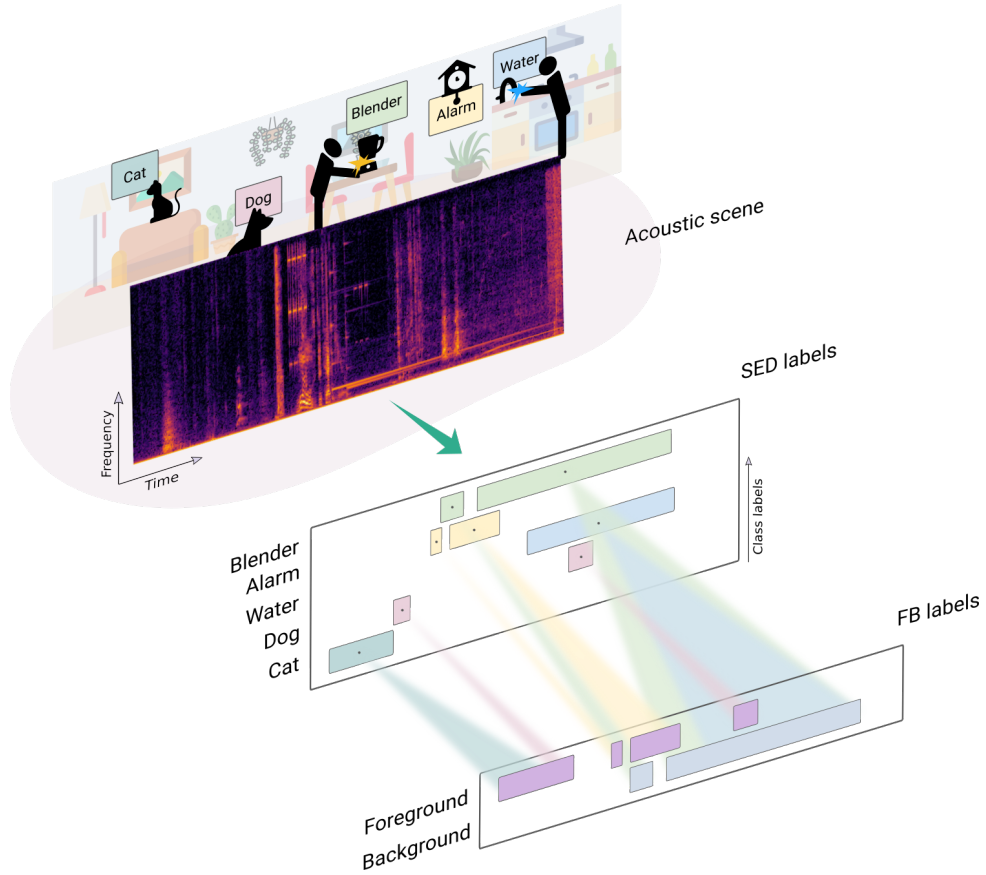 Water
Blender
Alarm
Cat
Dog
Acoustic scene
Frequency
Time
SED labels
Class labels
Blender
Alarm
Water
Dog
Cat
FB labels
Foreground
Background